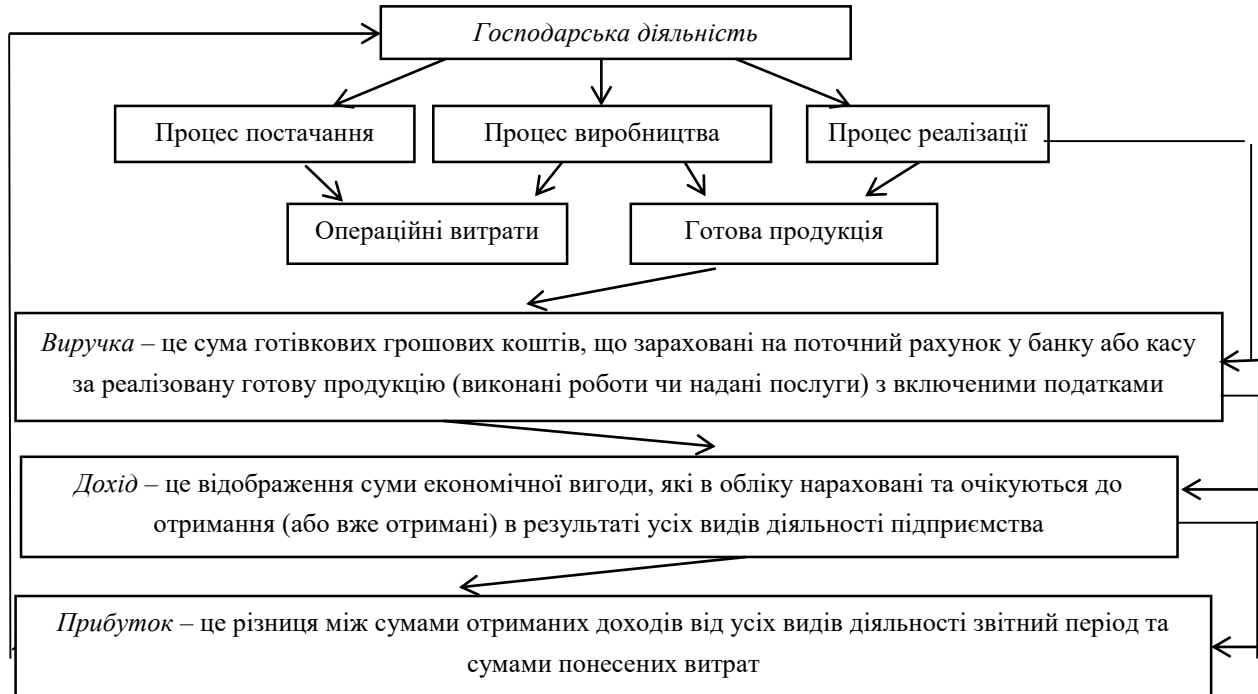 Господарська діяльність
Процес постачання
Процес виробництва
Процес реалізації
Операційні витрати
Готова продукція
Виручка – це сума готівкових грошових коштів, що зараховані на поточний рахунок у банку або касу
за реалізовану готову продукцію (виконані роботи чи надані послуги) з включеними податками
Дохід – це відображення суми економічної вигоди, які в обліку нараховані та очікуються до
отримання (або вже отримані) в результаті усіх видів діяльності підприємства
Прибуток – це різниця між сумами отриманих доходів від усіх видів діяльності звітний період та
сумами понесених витрат